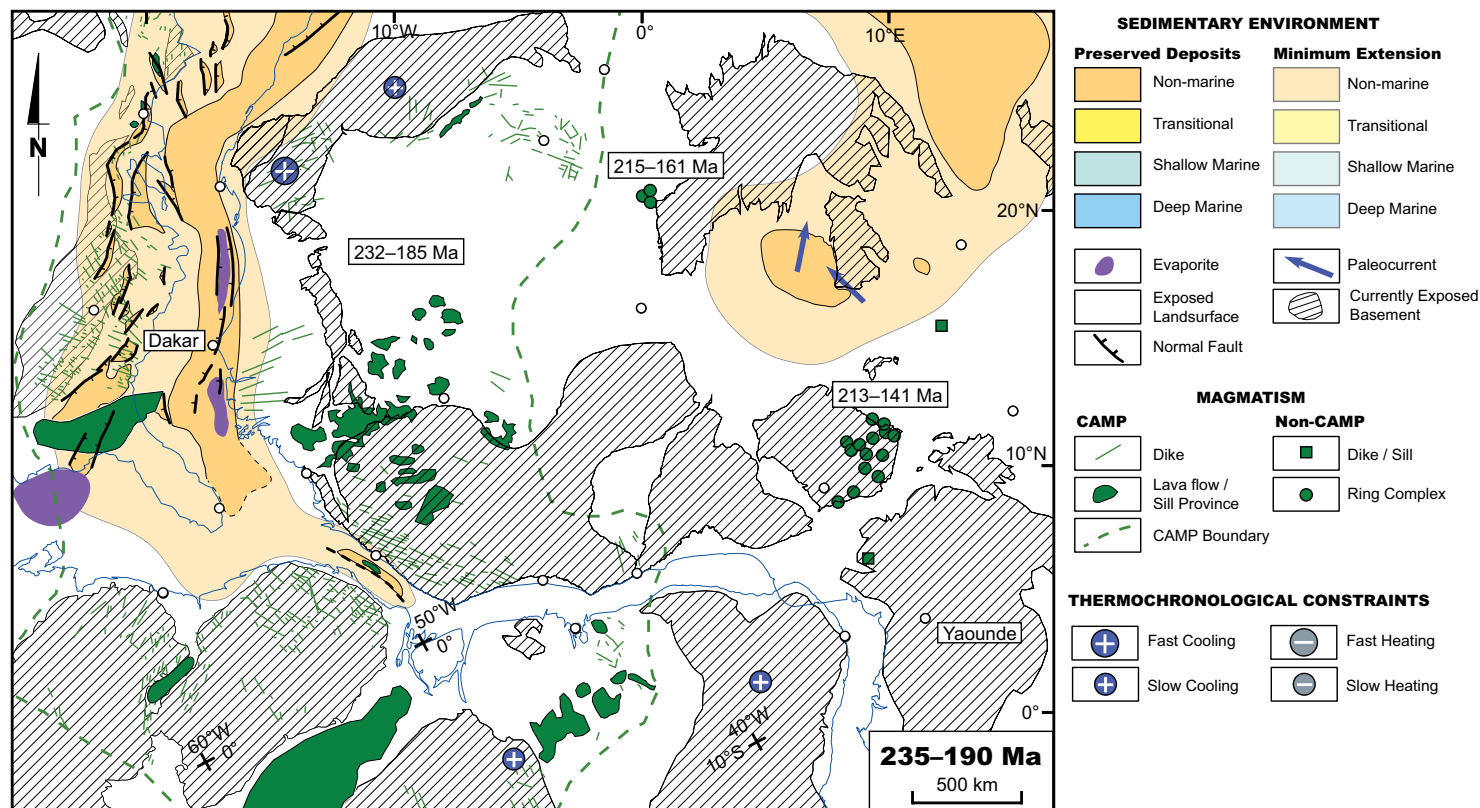 10°W
0°
10°E
N
215–161 Ma
20°N
232–185 Ma
Dakar
213–141 Ma
10°N
50°W
0°
Yaounde
0°
60°W
0°
40°W
10°S
235–190 Ma
500 km
SEDIMENTARY ENVIRONMENT
Preserved Deposits
Minimum Extension
Non-marine
Non-marine
Transitional
Transitional
Shallow Marine
Shallow Marine
Deep Marine
Deep Marine
Evaporite
Paleocurrent
Exposed
Landsurface
Currently Exposed
Basement
Normal Fault
MAGMATISM
CAMP
Non-CAMP
Dike
Dike / Sill
Lava flow /
Sill Province
Ring Complex
CAMP Boundary
THERMOCHRONOLOGICAL CONSTRAINTS
Fast Cooling
Fast Heating
Slow Cooling
Slow Heating